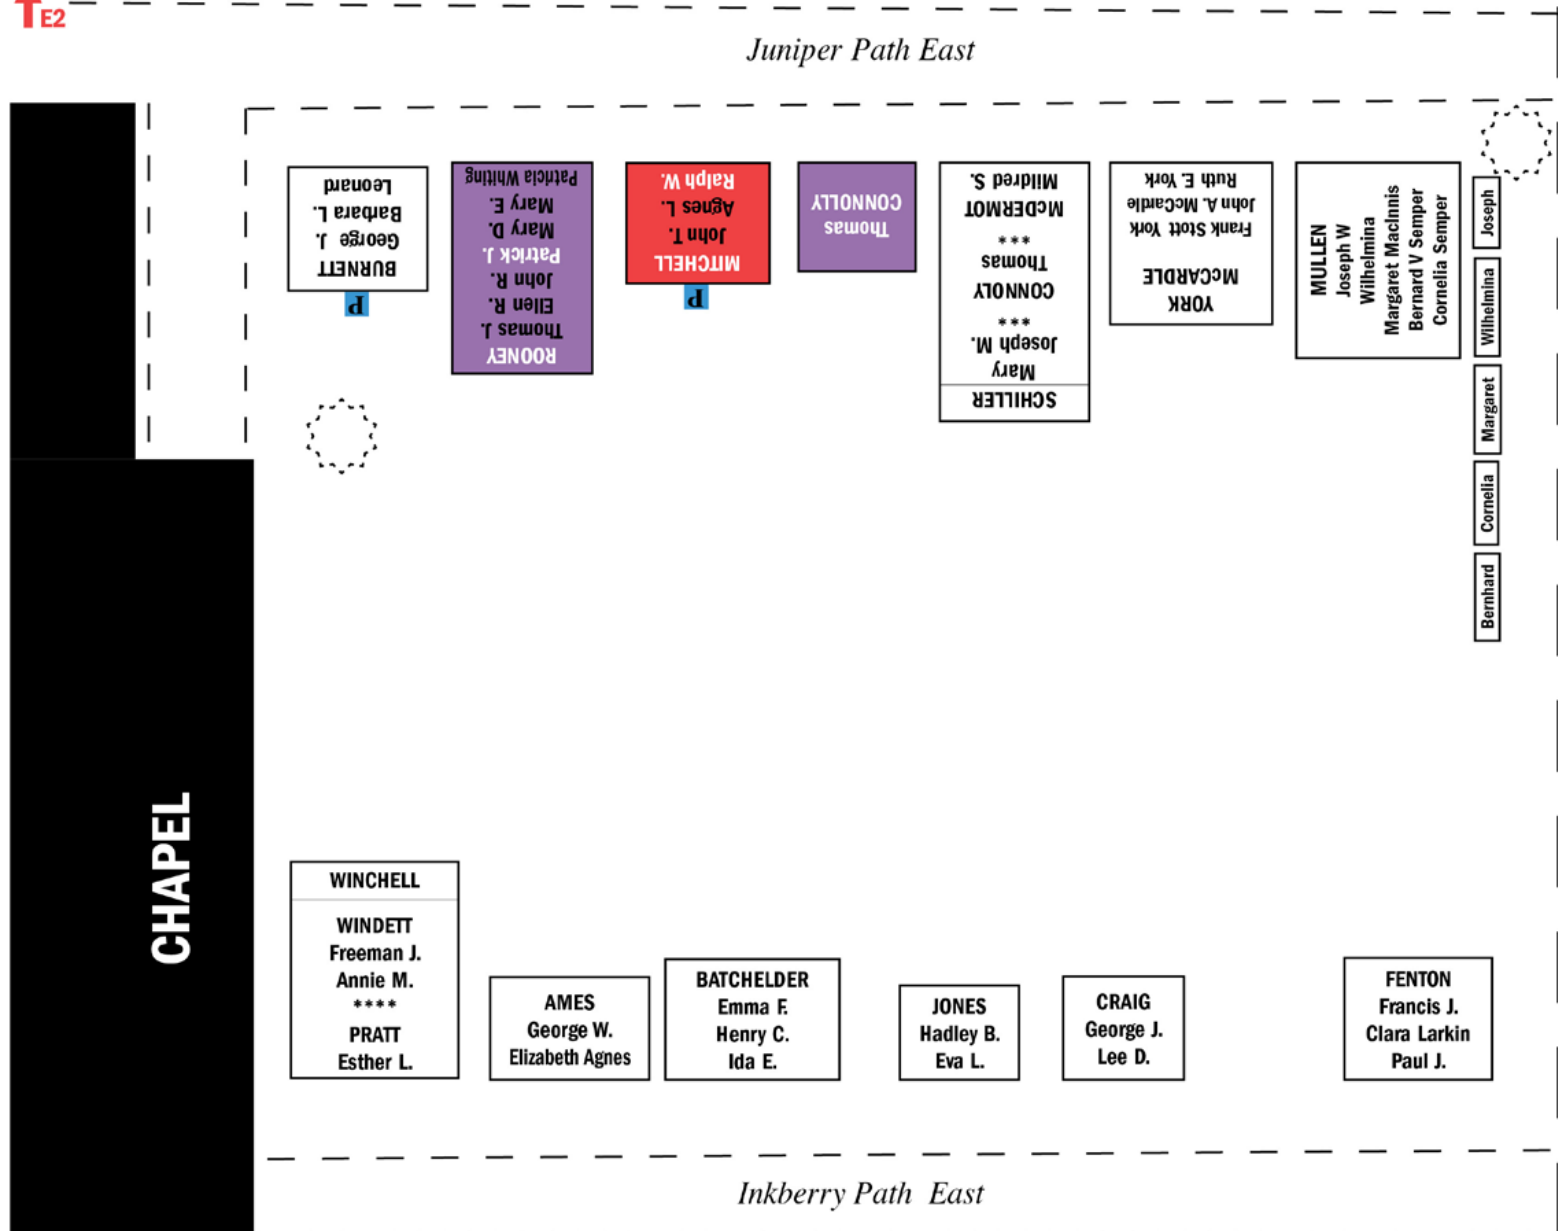 TE2
Juniper Path East
BURNETT
George J.
Barbara L.
Leonard
P
ROONEY
Thomas J.
Ellen R.
John R.
Patrick J.
Mary D.
Mary E.
Patricia Whiting
MITCHELL
John T.
Agnes L.
Ralph W.
P
Thomas
CONNOLLY
SCHILLER
Mary
Joseph M.
***
CONNOLY
Thomas
***
McDERMOT
Mildred S.
YORK
McCARDLE
Frank Stott York
John A. McCardle
Ruth E. York
MULLEN
Joseph W
Wilhelmina
Margaret MacInnis
Bernard V Semper
Cornelia Semper
Joseph
Wilhelmina
Margaret
Cornelia
Bernhard
CHAPEL
WINCHELL
WINDETT
Freeman J.
Annie M.
****
PRATT
Esther L.
AMES
George W.
Elizabeth Agnes
BATCHELDER
Emma F.
Henry C.
Ida E.
JONES
Hadley B.
Eva L.
CRAIG
George J.
Lee D.
FENTON
Francis J.
Clara Larkin
Paul J.
Inkberry Path East